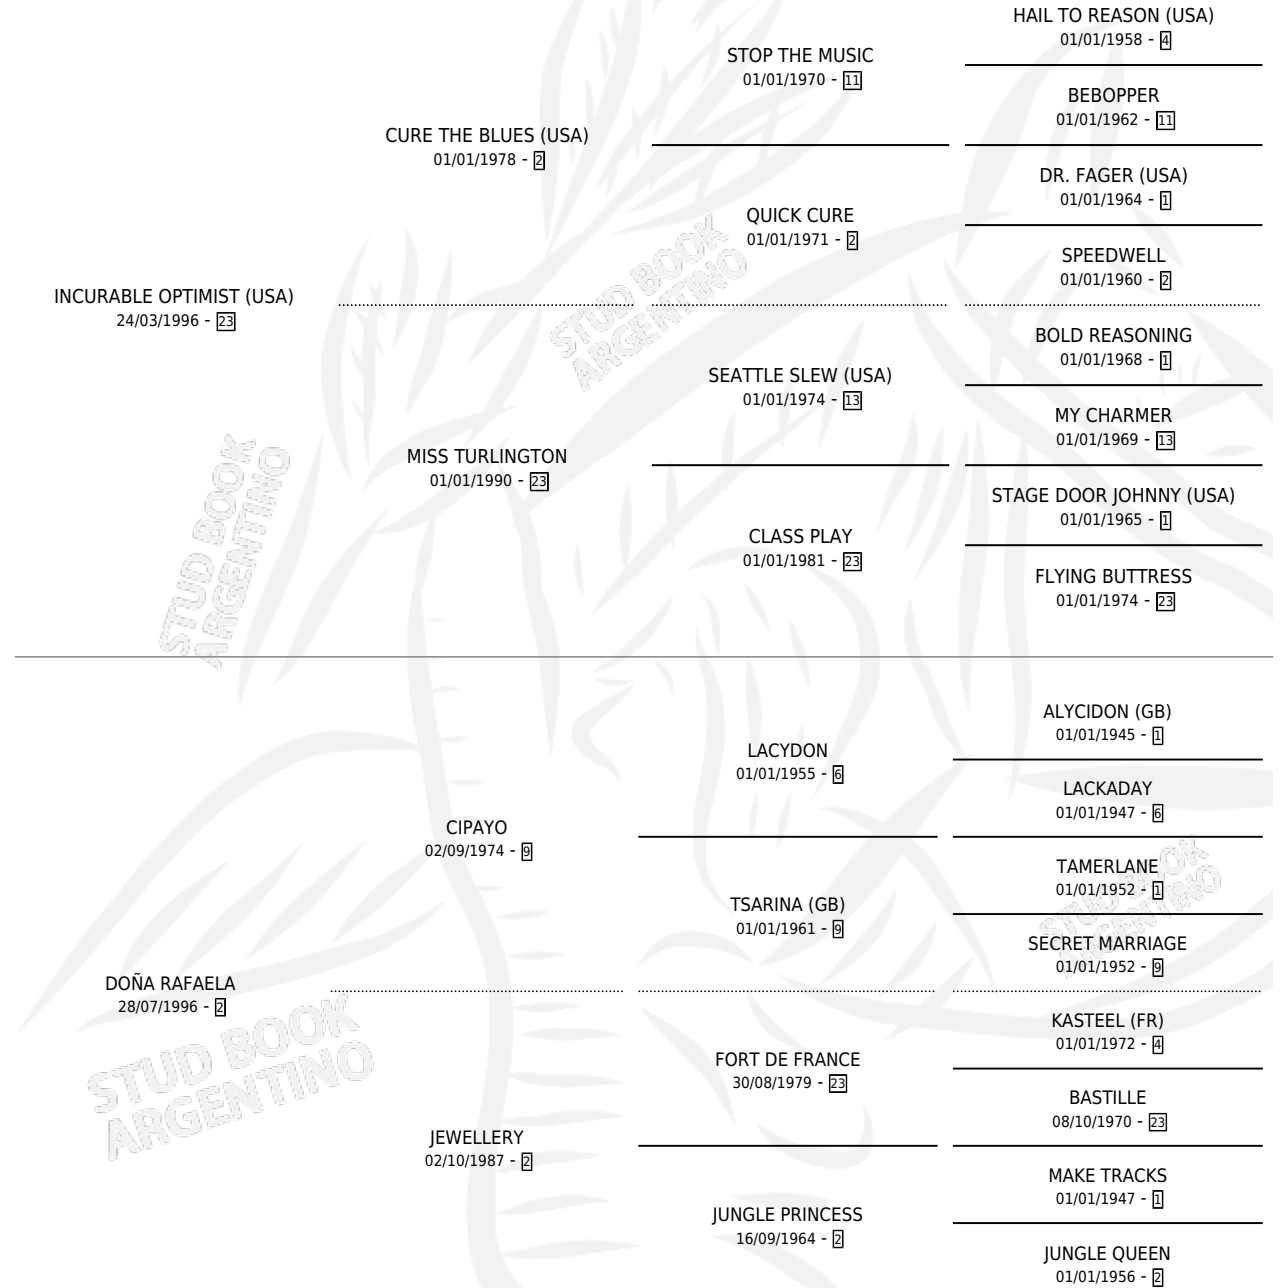 HAIL TO REASON (USA)
01/01/1958 - 4
STOP THE MUSIC
01/01/1970 - 11
BEBOPPER
01/01/1962 - 11
CURE THE BLUES (USA)
01/01/1978 - 2
DR. FAGER (USA)
01/01/1964 - 1
QUICK CURE
01/01/1971 - 2
SPEEDWELL
01/01/1960 - 2
INCURABLE OPTIMIST (USA)
24/03/1996 - 23
BOLD REASONING
01/01/1968 - 1
SEATTLE SLEW (USA)
01/01/1974 - 13
MY CHARMER
01/01/1969 - 13
MISS TURLINGTON
01/01/1990 - 23
STAGE DOOR JOHNNY (USA)
01/01/1965 - 1
CLASS PLAY
01/01/1981 - 23
FLYING BUTTRESS
01/01/1974 - 23
ALYCIDON (GB)
01/01/1945 - 1
LACYDON
01/01/1955 - 6
LACKADAY
01/01/1947 - 6
CIPAYO
02/09/1974 - 9
TAMERLANE
01/01/1952 - 1
TSARINA (GB)
01/01/1961 - 9
SECRET MARRIAGE
01/01/1952 - 9
DOÑA RAFAELA
28/07/1996 - 2
KASTEEL (FR)
01/01/1972 - 4
FORT DE FRANCE
30/08/1979 - 23
BASTILLE
08/10/1970 - 23
JEWELLERY
02/10/1987 - 2
MAKE TRACKS
01/01/1947 - 1
JUNGLE PRINCESS
16/09/1964 - 2
JUNGLE QUEEN
01/01/1956 - 2
STUD BOOK
ARGENTINO
STUD BOOK
ARGENTINO
STUD BOOK
ARGENTINO
STUD BOOK
ARGENTINO